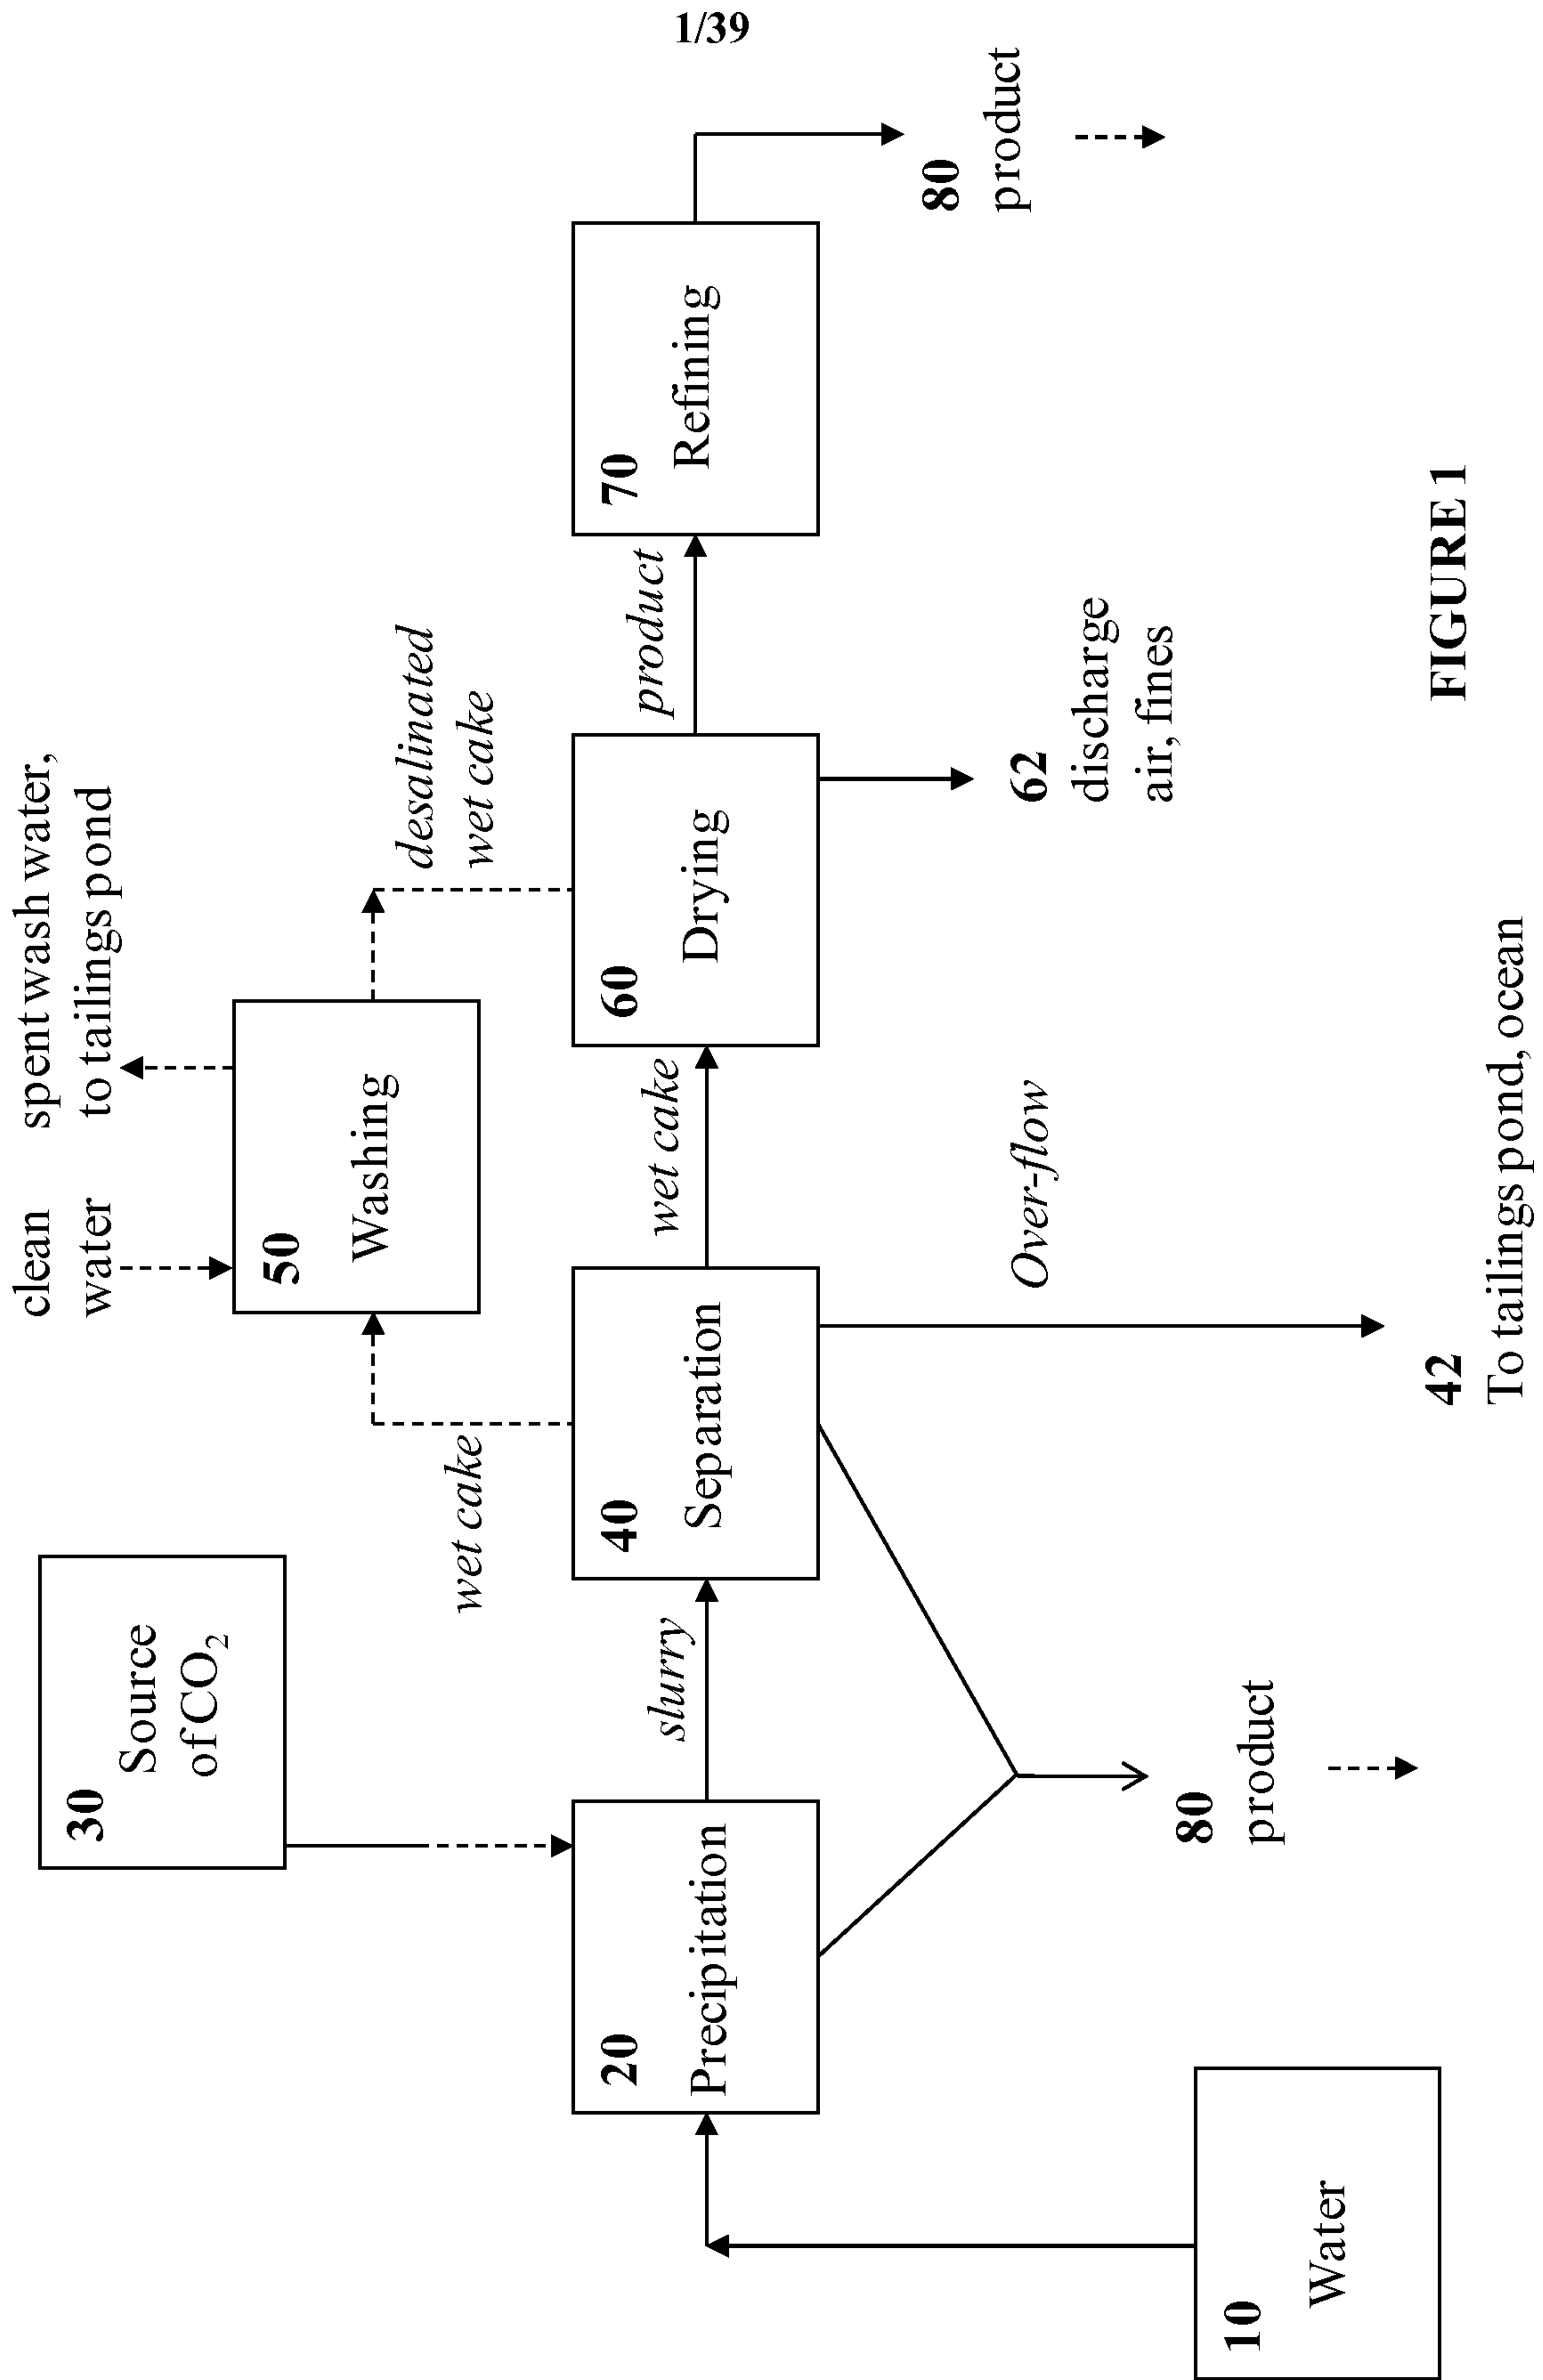 1/39
clean
water
spent wash water,
to tailings pond
30
Source
of CO2
50
Washing
wet cake
desalinated
wet cake
20
Precipitation
slurry
40
Separation
wet cake
60
Drying
product
70
Refining
10
Water
80
product
Over-flow
42
To tailings pond, ocean
62
discharge
air, fines
80
product
FIGURE 1